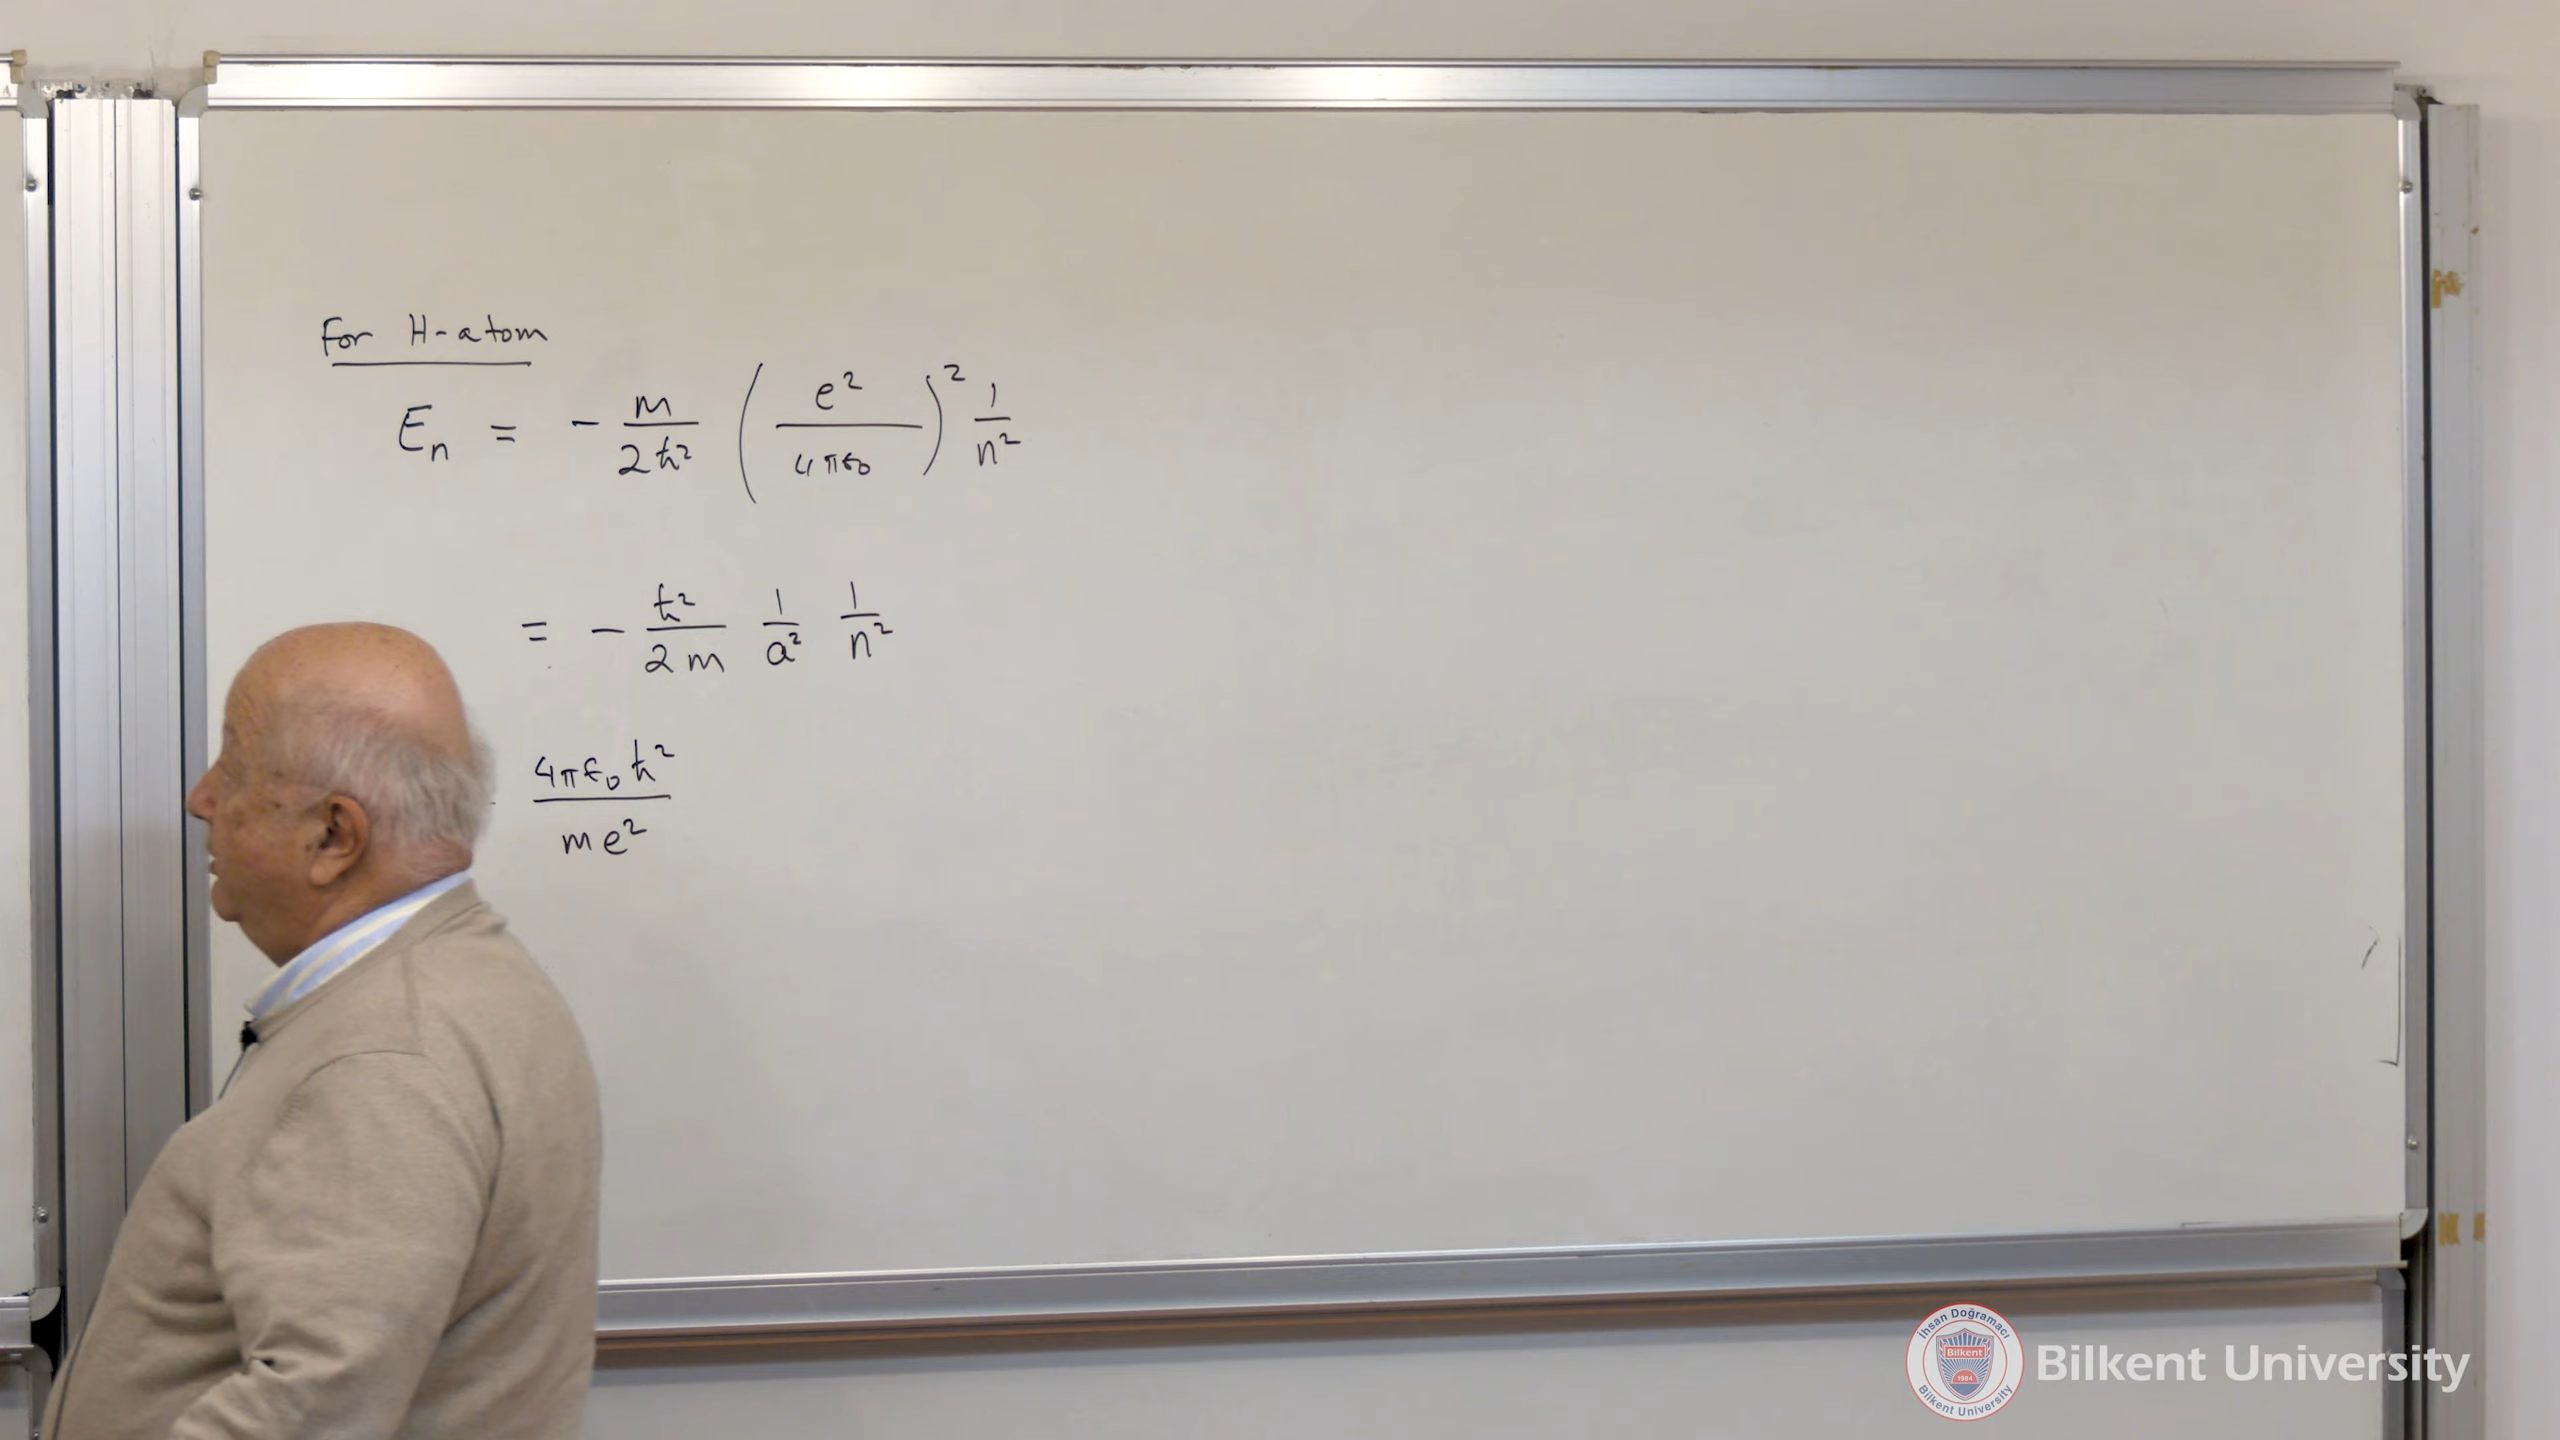 For H-atom
Eₙ = - m/2ħ² (e²/4πε₀)² 1/n²
= - ħ²/2m 1/a² 1/n²
4πε₀ħ²/me²
İhsan Doğramacı
Bilkent
1984
Bilkent University
Bilkent University